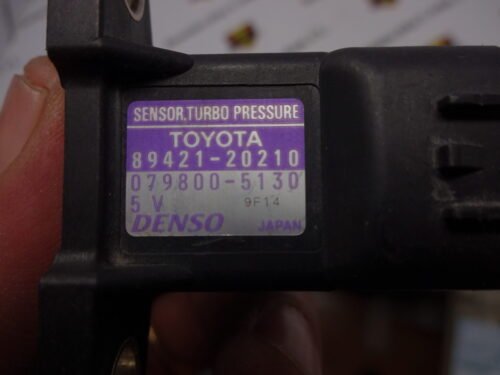 SENSOR,TURBO PRESSURE
TOYOTA
89421-20210
079800-5130
5 V 9F14
DENSO JAPAN